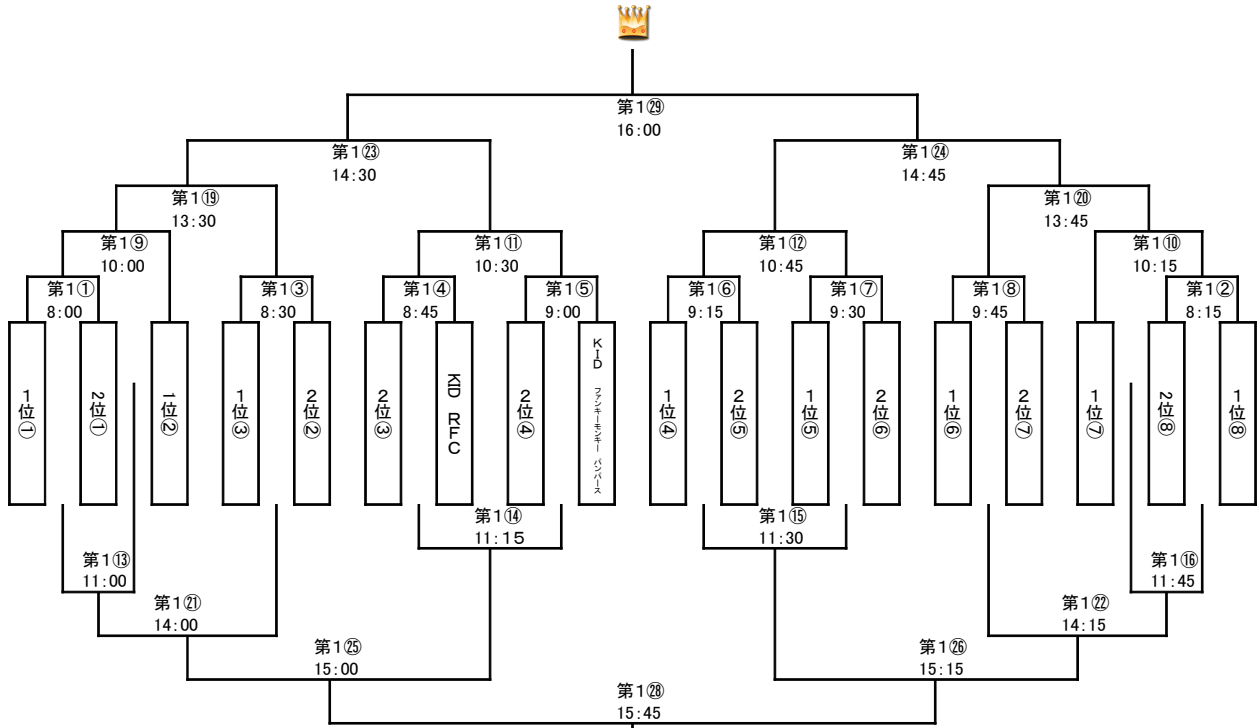 第1㉙
16:00
第1㉓
14:30
第1㉔
14:45
第1⑲
13:30
第1⑳
13:45
第1⑨
10:00
第1⑪
10:30
第1⑫
10:45
第1⑩
10:15
第1①
8:00
第1③
8:30
第1④
8:45
第1⑤
9:00
第1⑥
9:15
第1⑦
9:30
第1⑧
9:45
第1②
8:15
1位①
2位①
1位②
1位③
2位②
2位③
KID RFC
2位④
KID ファンキーモンキー バンバース
1位④
2位⑤
1位⑤
2位⑥
1位⑥
2位⑦
1位⑦
2位⑧
1位⑧
第1⑭
11:15
第1⑮
11:30
第1⑬
11:00
第1⑯
11:45
第1㉑
14:00
第1㉒
14:15
第1㉕
15:00
第1㉖
15:15
第1㉘
15:45